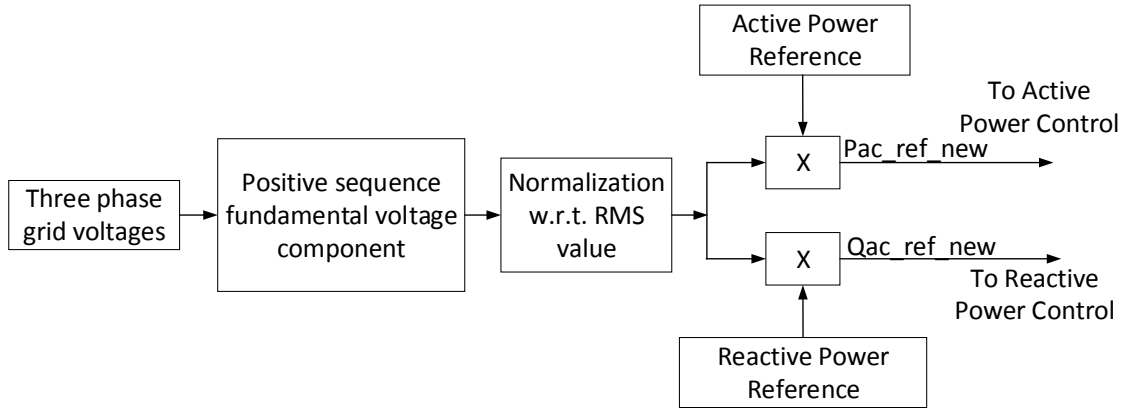 Three phase
grid voltages
Positive sequence
fundamental voltage
component
Normalization
w.r.t. RMS
value
Active Power
Reference
X
Pac_ref_new
To Active
Power Control
X
Qac_ref_new
To Reactive
Power Control
Reactive Power
Reference